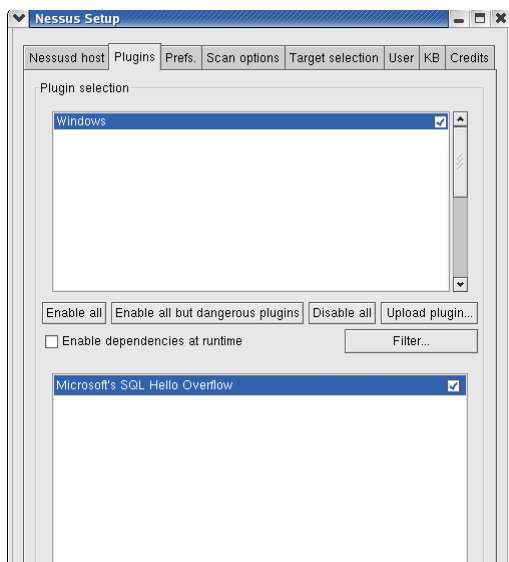 Nessus Setup
Nessusd host Plugins Prefs. Scan options Target selection User KB Credits
Plugin selection
Windows
Enable all Enable all but dangerous plugins Disable all Upload plugin...
Enable dependencies at runtime Filter...
Microsoft's SQL Hello Overflow